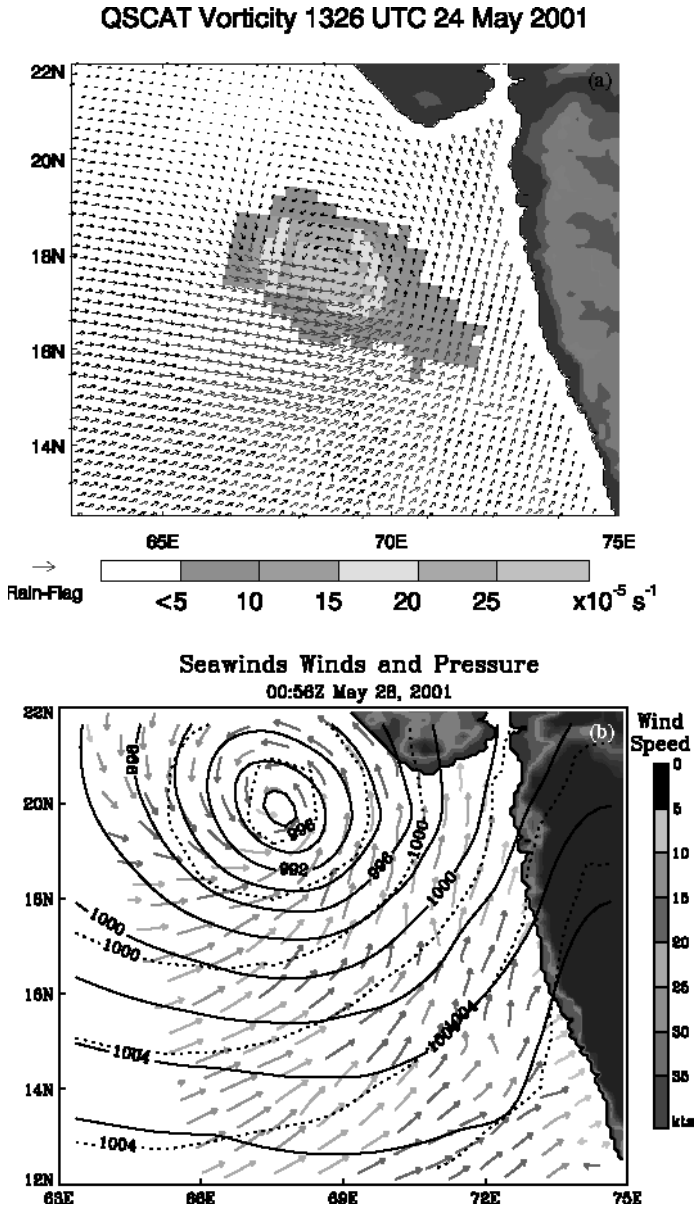 QSCAT Vorticity 1326 UTC 24 May 2001
22N
(a)
20N
18N
16N
14N
65E 70E 75E
Rain-Flag
<5 10 15 20 25 x10⁻⁵ s⁻¹
Seawinds Winds and Pressure
00:56Z May 28, 2001
22N
(b)
Wind
Speed
0
996
5
20N
996
10
1000
992
996
18N
15
1000
1000
1000
20
16N
25
1004
1004
1004
30
14N
35
1004
1004
kts
12N
63E 66E 69E 72E 75E